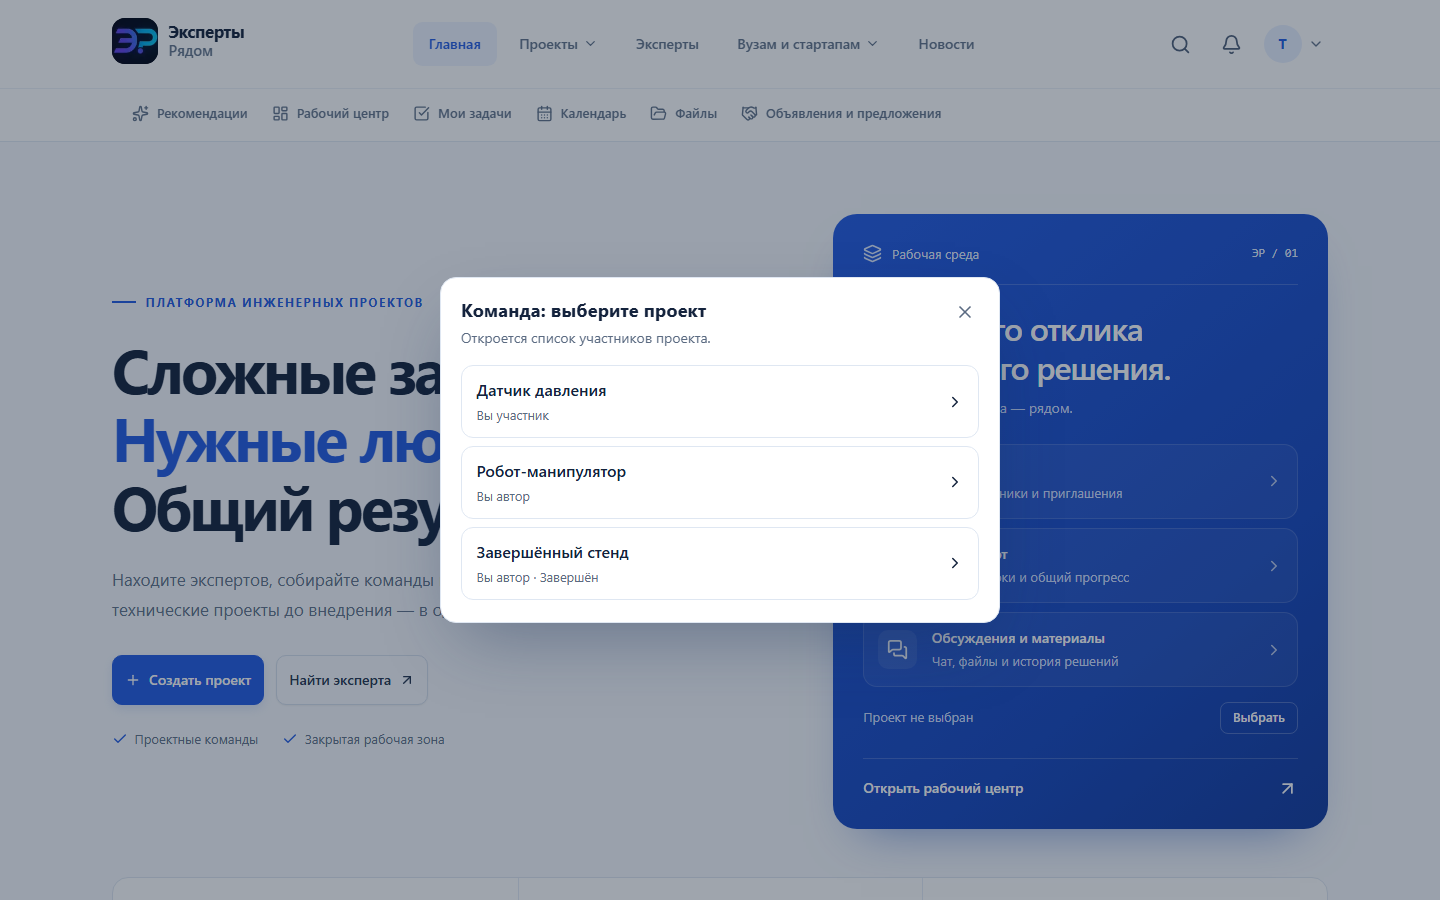 ЭР
Эксперты
Рядом
Главная
Проекты
Эксперты
Вузам и стартапам
Новости
Т
Рекомендации
Рабочий центр
Мои задачи
Календарь
Файлы
Объявления и предложения
ПЛАТФОРМА ИНЖЕНЕРНЫХ ПРОЕКТОВ
Сложные за
Нужные лю
Общий резу
Находите экспертов, собирайте команды
технические проекты до внедрения — в о
Создать проект
Найти эксперта
Проектные команды
Закрытая рабочая зона
Команда: выберите проект
Откроется список участников проекта.
Датчик давления
Вы участник
Робот-манипулятор
Вы автор
Завершённый стенд
Вы автор · Завершён
Рабочая среда
ЭР / 01
го отклика
го решения.
а — рядом.
ники и приглашения
от
ки и общий прогресс
Обсуждения и материалы
Чат, файлы и история решений
Проект не выбран
Выбрать
Открыть рабочий центр